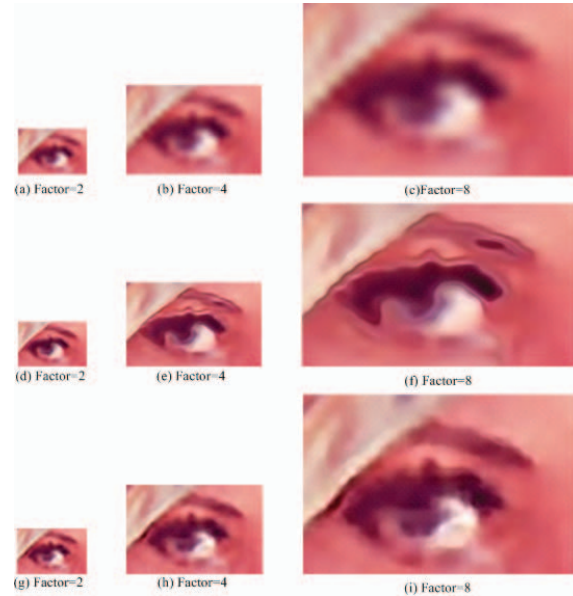 (a) Factor=2
(b) Factor=4
(c)Factor=8
(d) Factor=2
(e) Factor=4
(f) Factor=8
(g) Factor=2
(h) Factor=4
(i) Factor=8